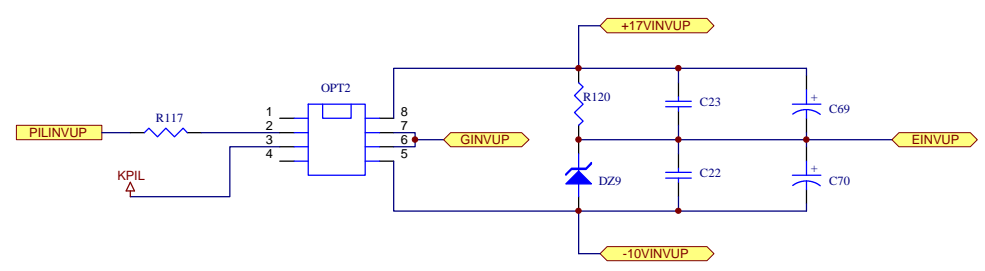 +17VINVUP
OPT2
R120
C23
C69
1
8
R117
PILINVUP
2
7
GINVUP
EINVUP
3
6
4
5
KPIL
DZ9
C22
C70
-10VINVUP